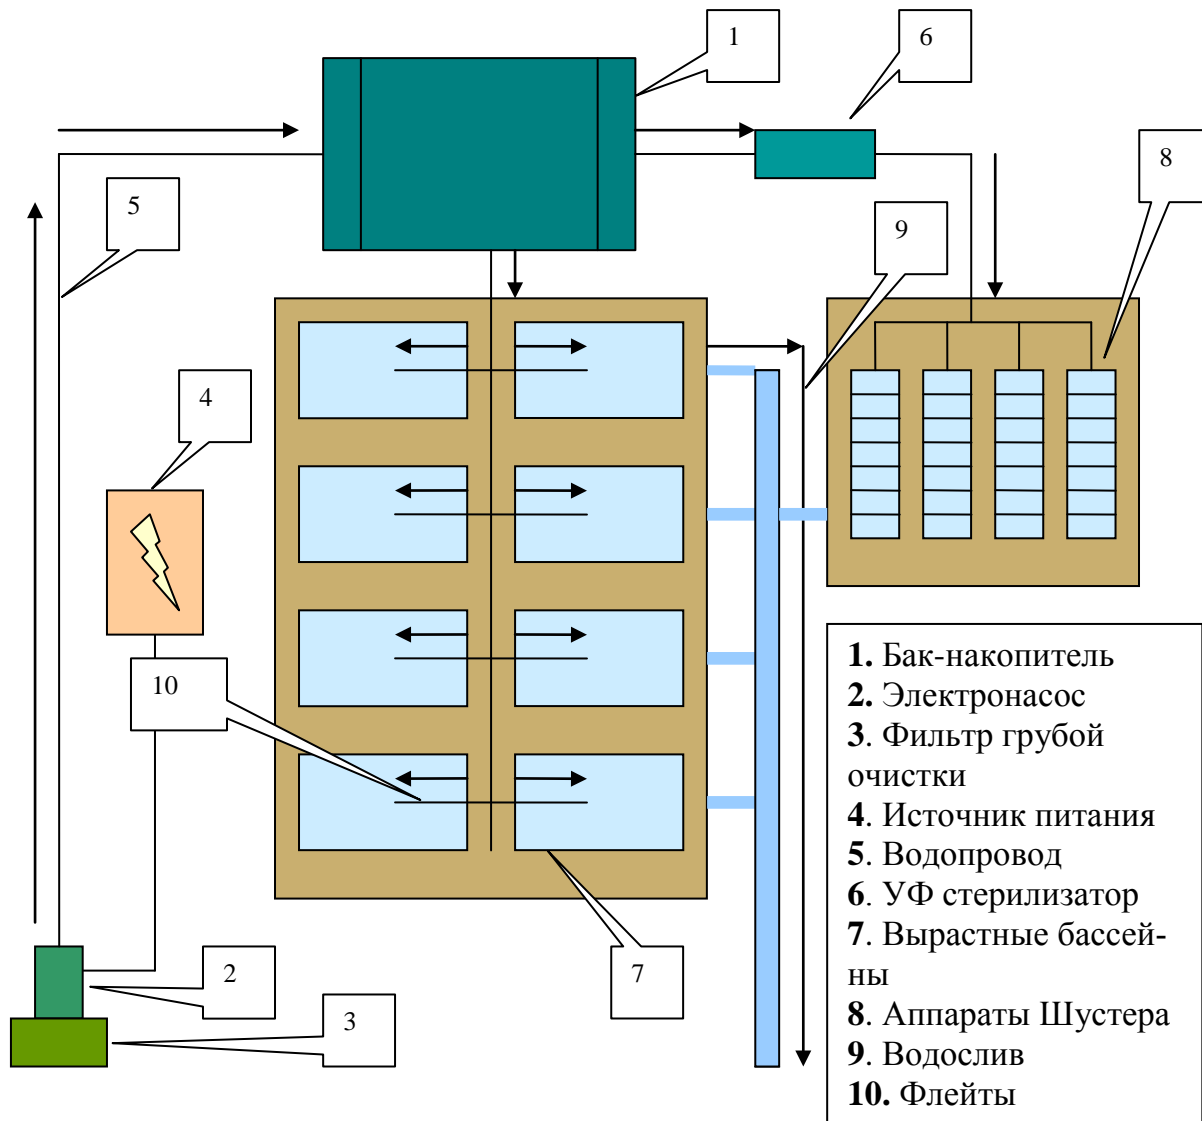 1
6
8
5
9
4
10
2
7
3
1. Бак-накопитель
2. Электронасос
3. Фильтр грубой
очистки
4. Источник питания
5. Водопровод
6. УФ стерилизатор
7. Вырастные бассей-
ны
8. Аппараты Шустера
9. Водослив
10. Флейты